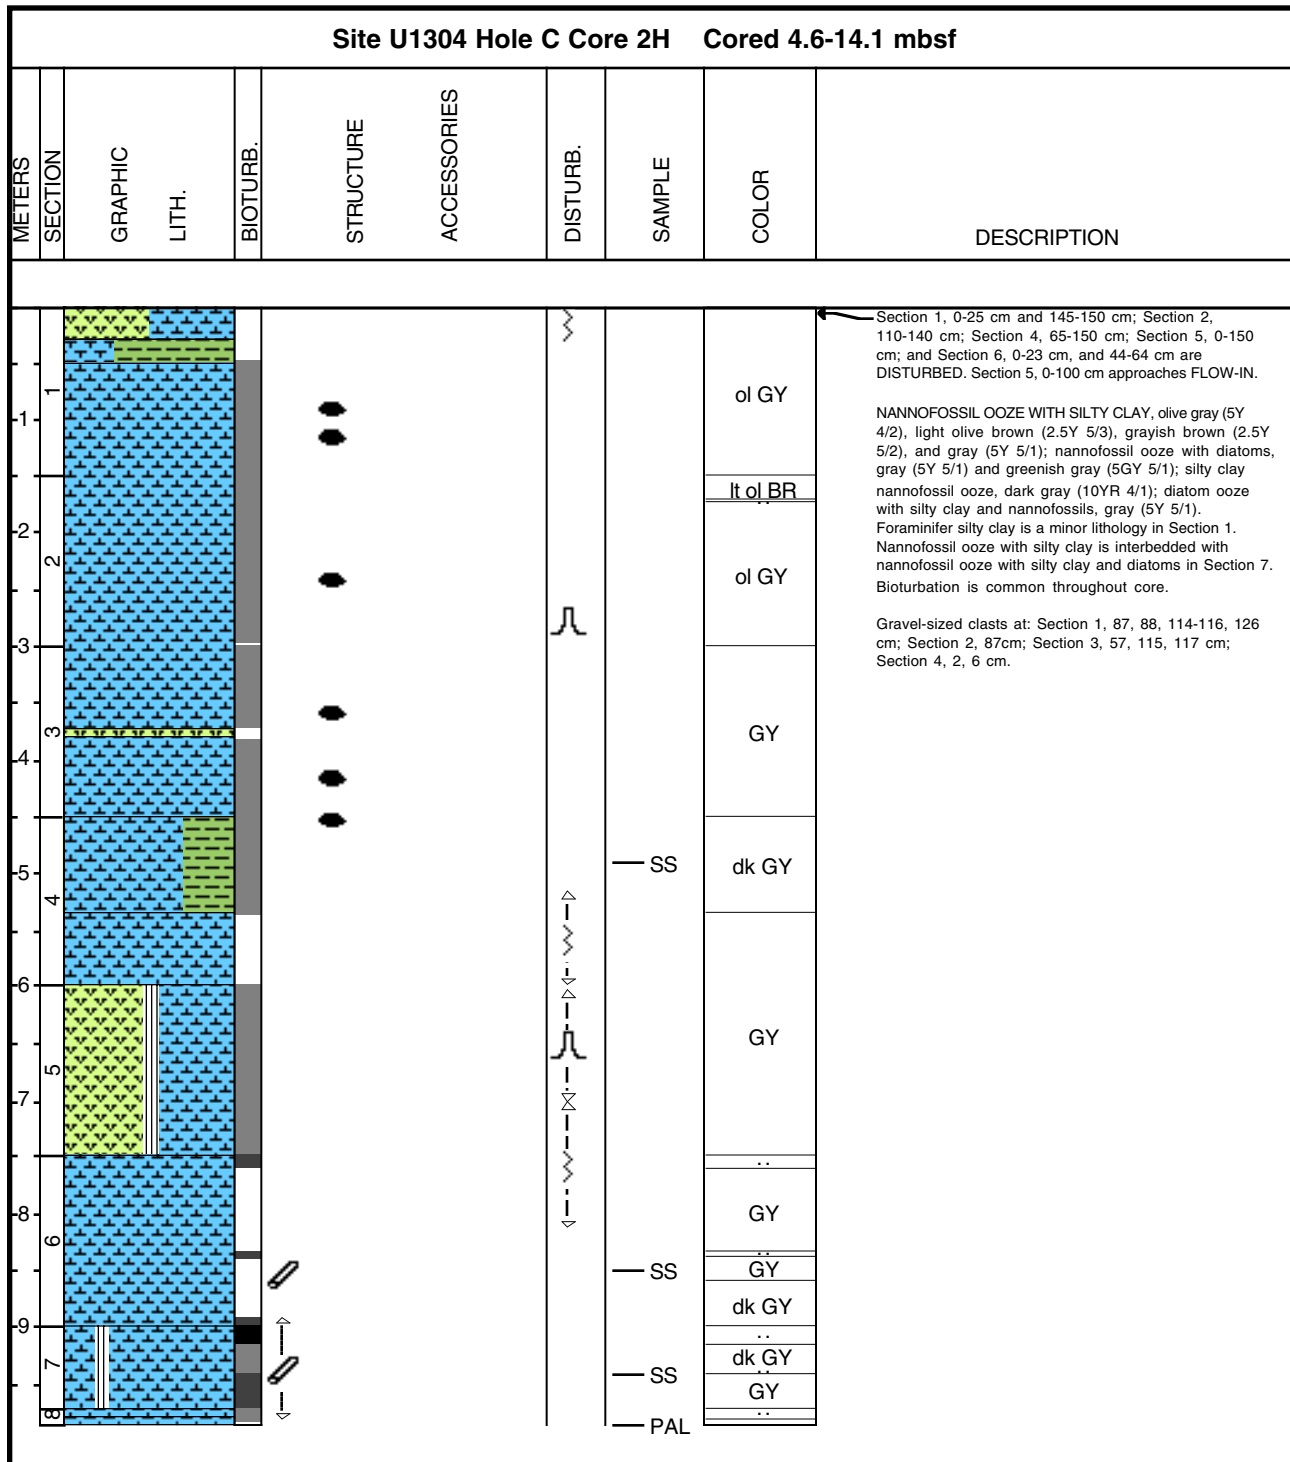 Site U1304 Hole C Core 2H Cored 4.6-14.1 mbsf
METERS
SECTION
GRAPHIC
LITH.
BIOTURB.
STRUCTURE
ACCESSORIES
DISTURB.
SAMPLE
COLOR
DESCRIPTION
1
2
3
4
5
6
7
8
9
1
2
3
4
5
6
7
8
SS
SS
SS
PAL
ol GY
lt ol BR
..
ol GY
GY
dk GY
GY
..
GY
..
GY
dk GY
..
dk GY
..
GY
..
Section 1, 0-25 cm and 145-150 cm; Section 2,
110-140 cm; Section 4, 65-150 cm; Section 5, 0-150
cm; and Section 6, 0-23 cm, and 44-64 cm are
DISTURBED. Section 5, 0-100 cm approaches FLOW-IN.
NANNOFOSSIL OOZE WITH SILTY CLAY, olive gray (5Y
4/2), light olive brown (2.5Y 5/3), grayish brown (2.5Y
5/2), and gray (5Y 5/1); nannofossil ooze with diatoms,
gray (5Y 5/1) and greenish gray (5GY 5/1); silty clay
nannofossil ooze, dark gray (10YR 4/1); diatom ooze
with silty clay and nannofossils, gray (5Y 5/1).
Foraminifer silty clay is a minor lithology in Section 1.
Nannofossil ooze with silty clay is interbedded with
nannofossil ooze with silty clay and diatoms in Section 7.
Bioturbation is common throughout core.
Gravel-sized clasts at: Section 1, 87, 88, 114-116, 126
cm; Section 2, 87cm; Section 3, 57, 115, 117 cm;
Section 4, 2, 6 cm.